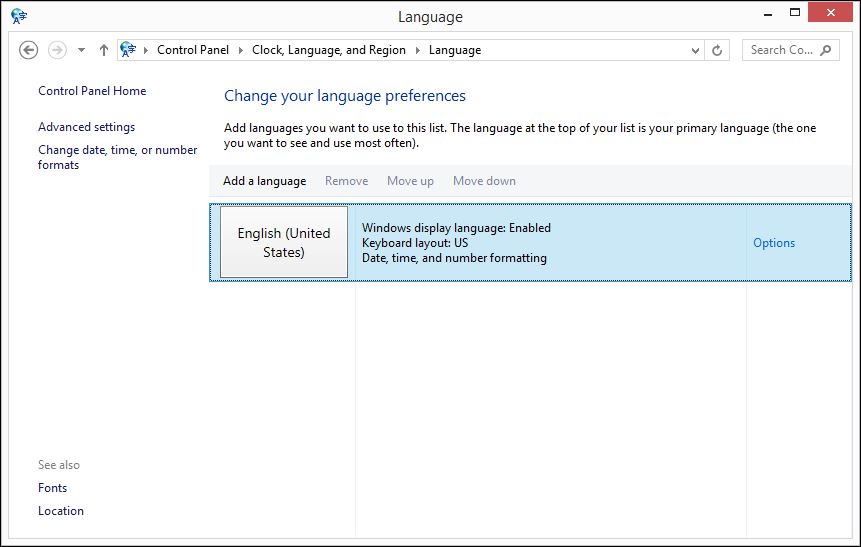 Language
Control Panel
Clock, Language, and Region
Language
Search Co...
Control Panel Home
Advanced settings
Change date, time, or number
formats
Change your language preferences
Add languages you want to use to this list. The language at the top of your list is your primary language (the one
you want to see and use most often).
Add a language Remove Move up Move down
English (United
States)
Windows display language: Enabled
Keyboard layout: US
Date, time, and number formatting
Options
See also
Fonts
Location